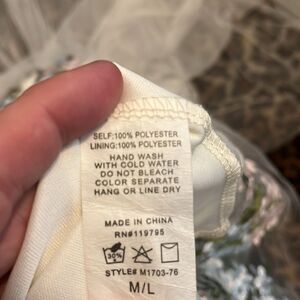 SELF:100% POLYESTER
LINING:100% POLYESTER
HAND WASH
WITH COLD WATER
DO NOT BLEACH
COLOR SEPARATE
HANG OR LINE DRY
MADE IN CHINA
RN#119795
30%
STYLE# M1703-76
M/L